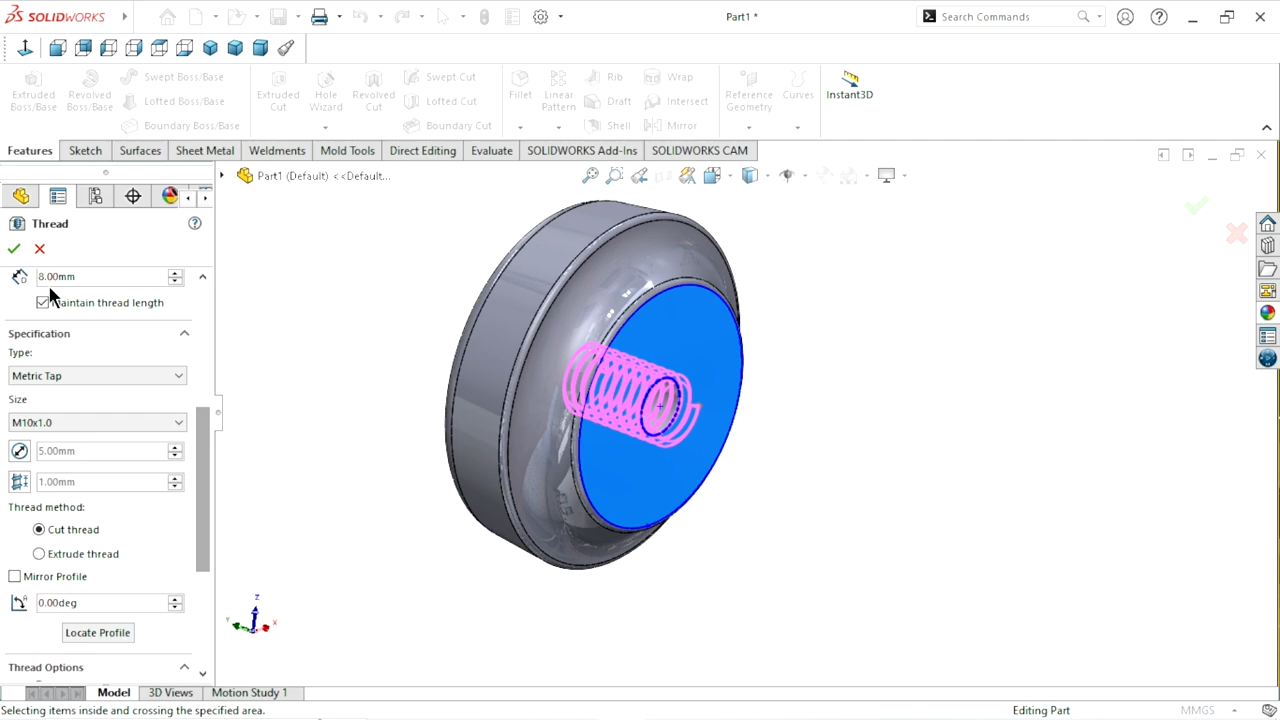 SOLIDWORKS
Part1 *
Search Commands
Extruded Boss/Base
Revolved Boss/Base
Swept Boss/Base
Lofted Boss/Base
Boundary Boss/Base
Extruded Cut
Hole Wizard
Revolved Cut
Swept Cut
Lofted Cut
Boundary Cut
Fillet
Linear Pattern
Rib
Draft
Shell
Wrap
Intersect
Mirror
Reference Geometry
Curves
Instant3D
Features Sketch Surfaces Sheet Metal Weldments Mold Tools Direct Editing Evaluate SOLIDWORKS Add-Ins SOLIDWORKS CAM
Part1 (Default) <<Default...
Thread
8.00mm
Maintain thread length
Specification
Type:
Metric Tap
Size
M10x1.0
5.00mm
1.00mm
Thread method:
Cut thread
Extrude thread
Mirror Profile
0.00deg
Locate Profile
Thread Options
Z
Y
X
Model 3D Views Motion Study 1
Selecting items inside and crossing the specified area.
Editing Part
MMGS